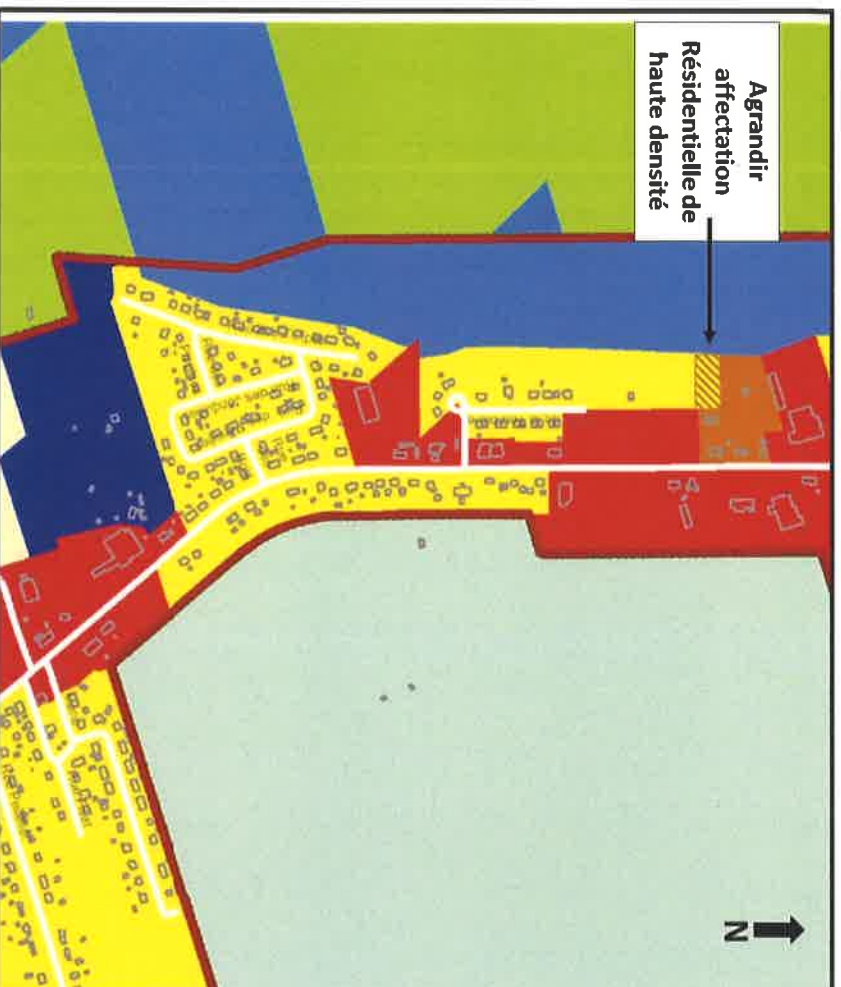 Agrandir
affectation
Résidentielle de
haute densité
N